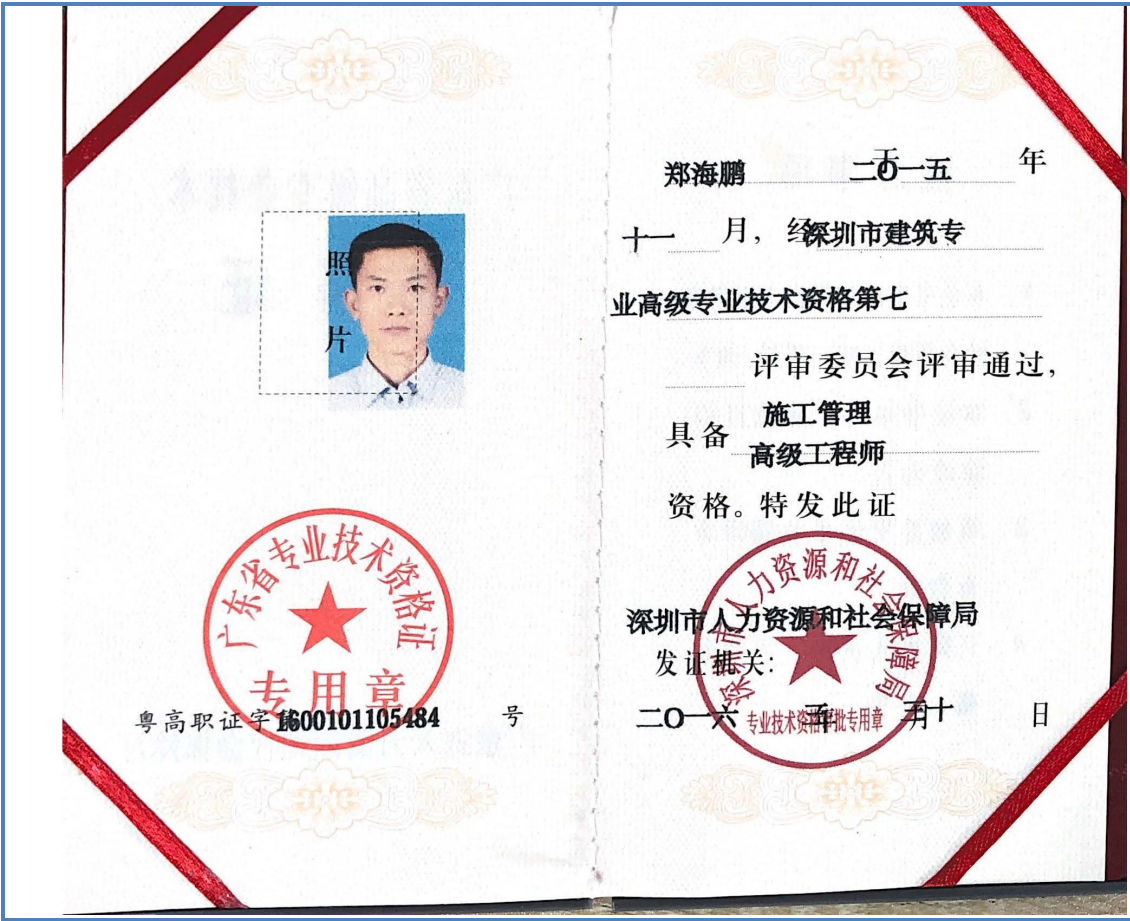 照
片
广东省专业技术资格证
专用章
粤高职证字第1600101105484号
郑海鹏 于二〇一五年
十一月，经深圳市建筑专
业高级专业技术资格第七
评审委员会评审通过，
具备 施工管理
高级工程师
资格。特发此证
深圳市人力资源和社会保障局
深圳市人力资源和社会保障局
发证机关：
专业技术资格审批专用章
二〇一六年 月 十日